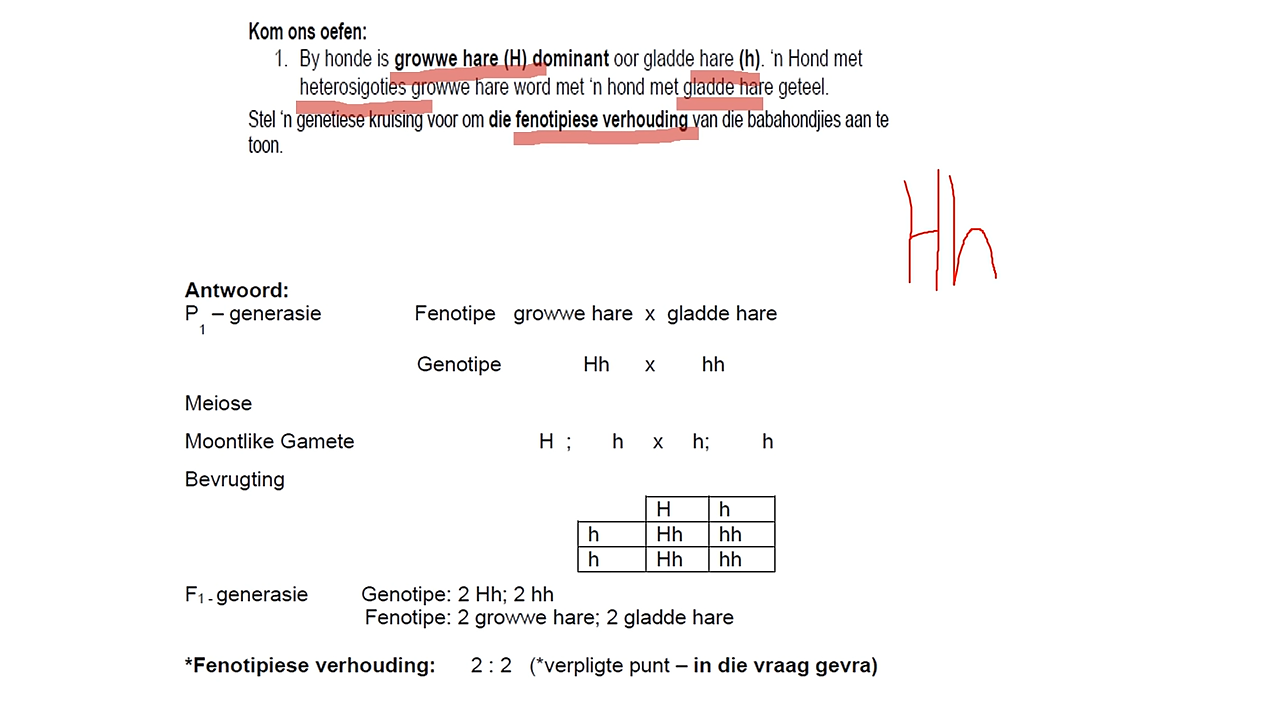 Kom ons oefen:
1. By honde is growwe hare (H) dominant oor gladde hare (h). ‘n Hond met
heterosigoties growwe hare word met ‘n hond met gladde hare geteel.
Stel ‘n genetiese kruising voor om die fenotipiese verhouding van die babahondjies aan te
toon.
Hh
Antwoord:
P1 – generasie Fenotipe growwe hare x gladde hare
Genotipe Hh x hh
Meiose
Moontlike Gamete H ; h x h; h
Bevrugting
H h
h Hh hh
h Hh hh
F1 - generasie Genotipe: 2 Hh; 2 hh
Fenotipe: 2 growwe hare; 2 gladde hare
*Fenotipiese verhouding: 2 : 2 (*verpligte punt – in die vraag gevra)